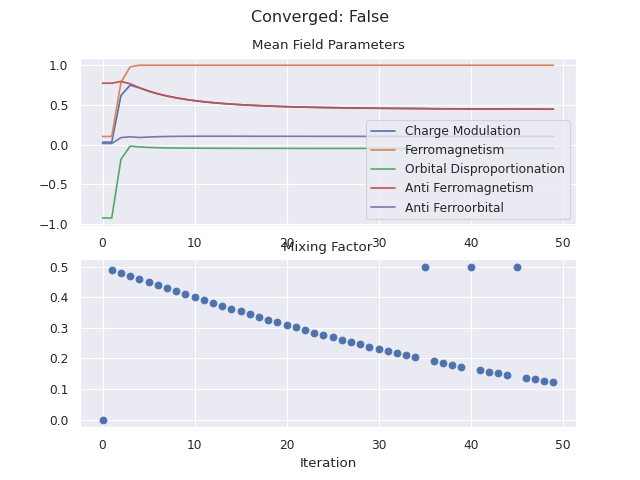 Converged: False
Mean Field Parameters
1.0
0.5
0.0
−0.5
−1.0
Charge Modulation
Ferromagnetism
Orbital Disproportionation
Anti Ferromagnetism
Anti Ferroorbital
0 10 20 30 40 50
Mixing Factor
0.5
0.4
0.3
0.2
0.1
0.0
0 10 20 30 40 50
Iteration